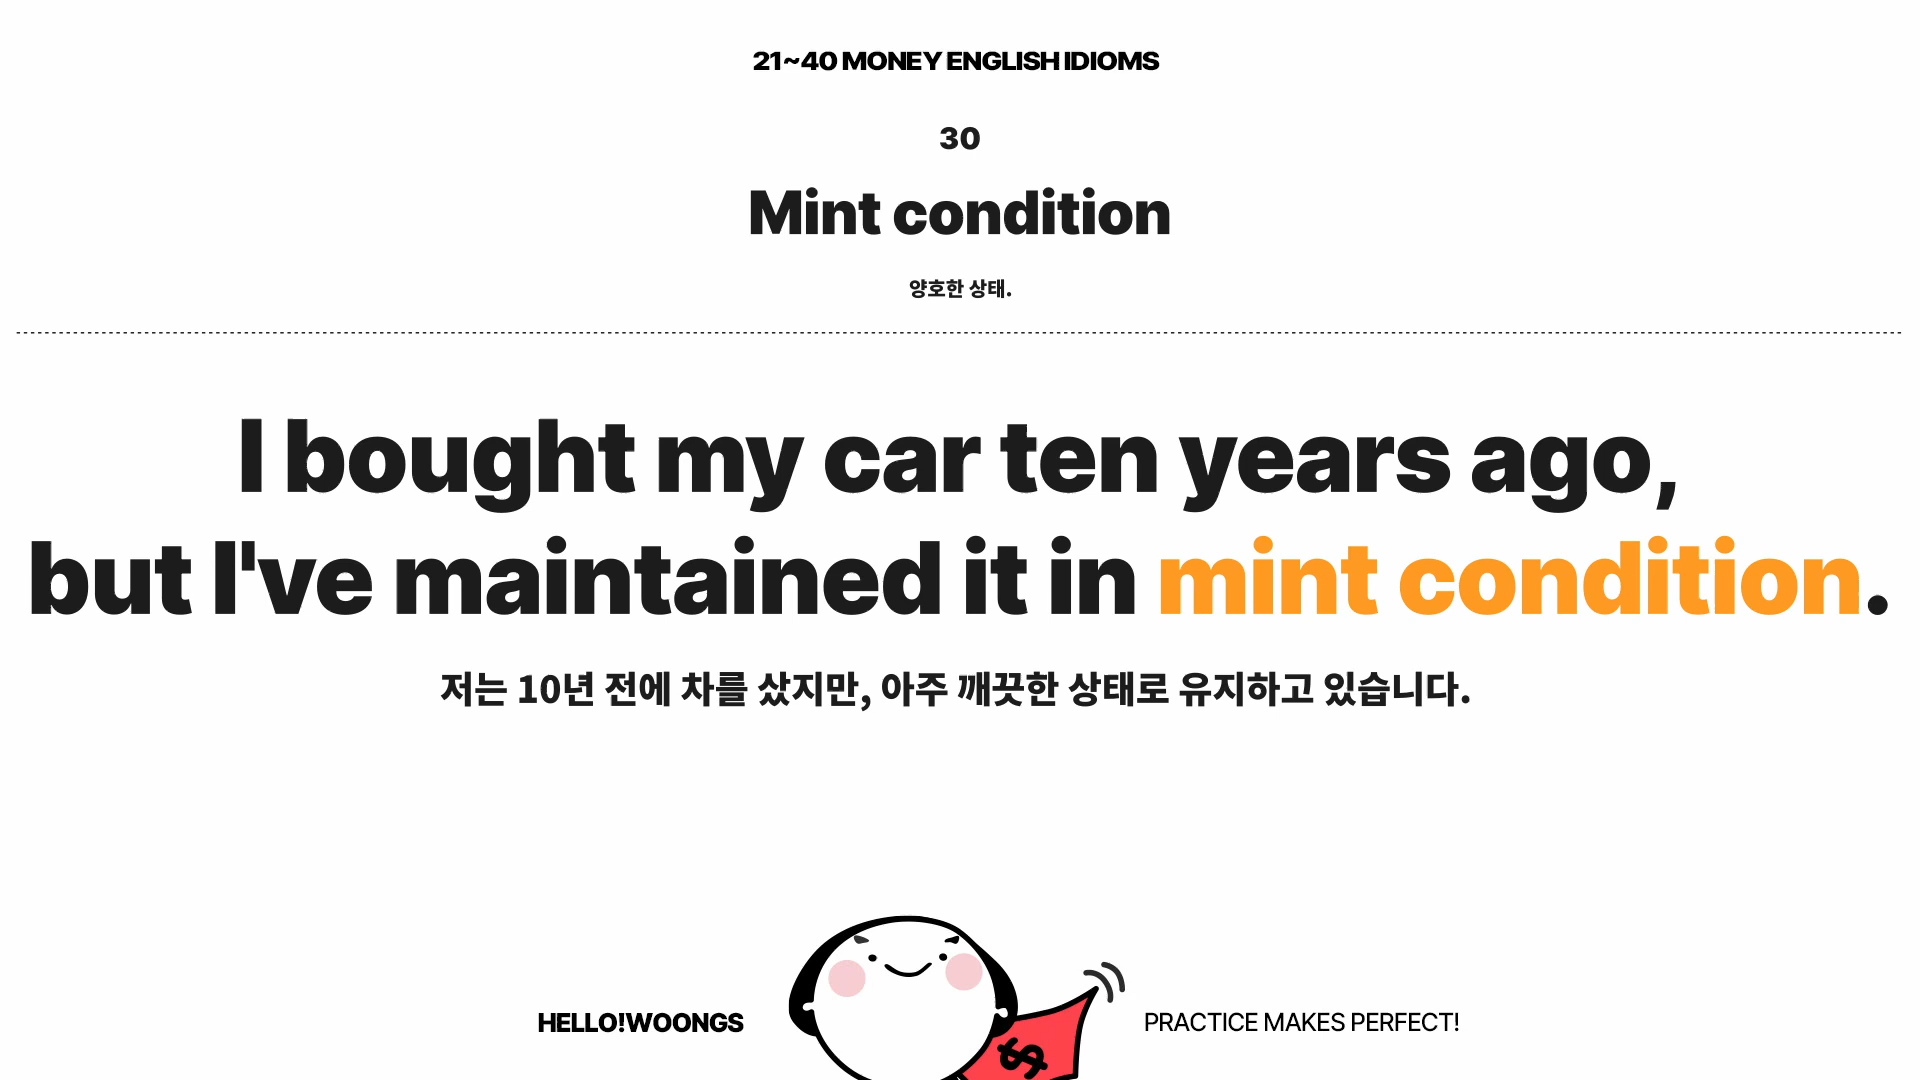 21~40 MONEY ENGLISH IDIOMS
30
Mint condition
양호한 상태.
I bought my car ten years ago,
but I've maintained it in mint condition.
저는 10년 전에 차를 샀지만, 아주 깨끗한 상태로 유지하고 있습니다.
HELLO!WOONGS
$
PRACTICE MAKES PERFECT!